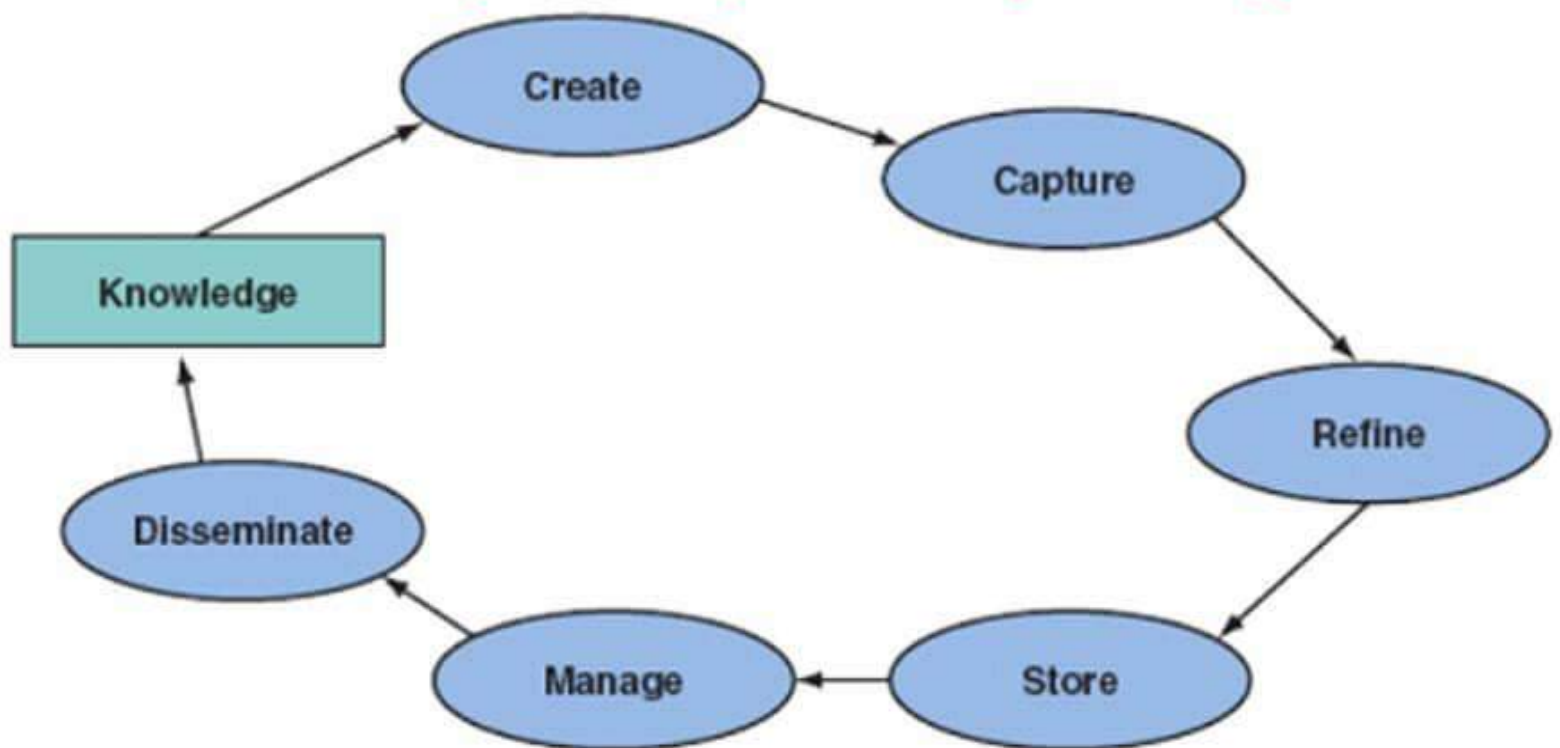 Create
Capture
Knowledge
Refine
Disseminate
Manage
Store